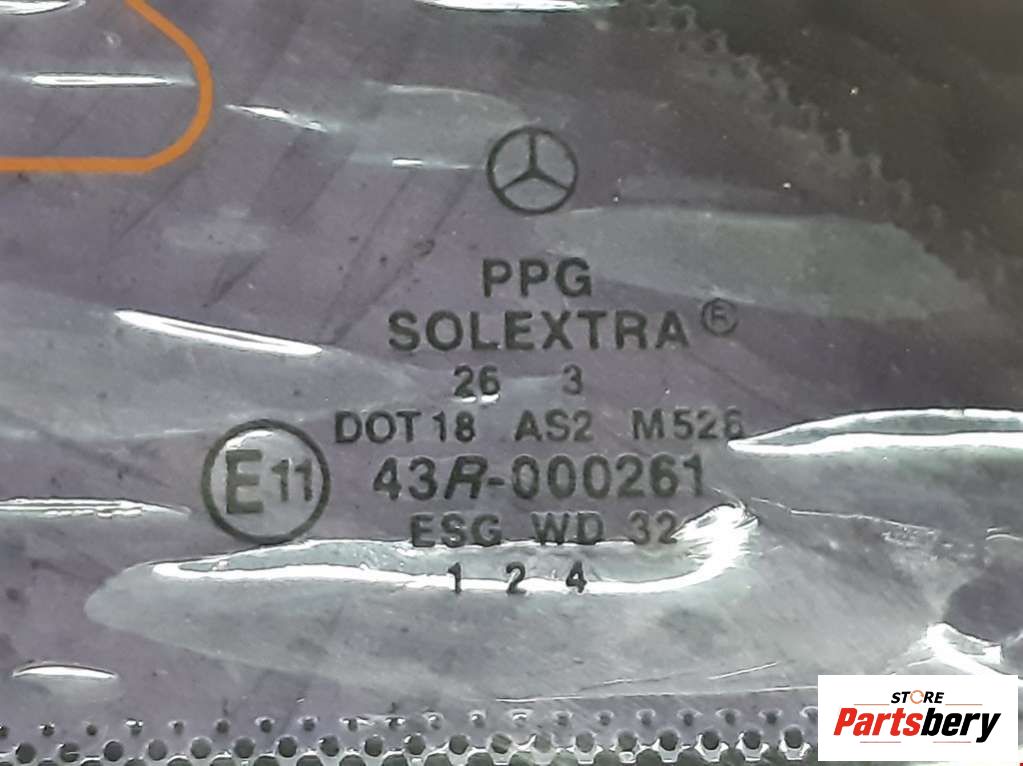 PPG
SOLEXTRA®
26 3
DOT 18 AS2 M526
E11 43R-000261
ESG WD 32
1 2 4
STORE
Partsbery